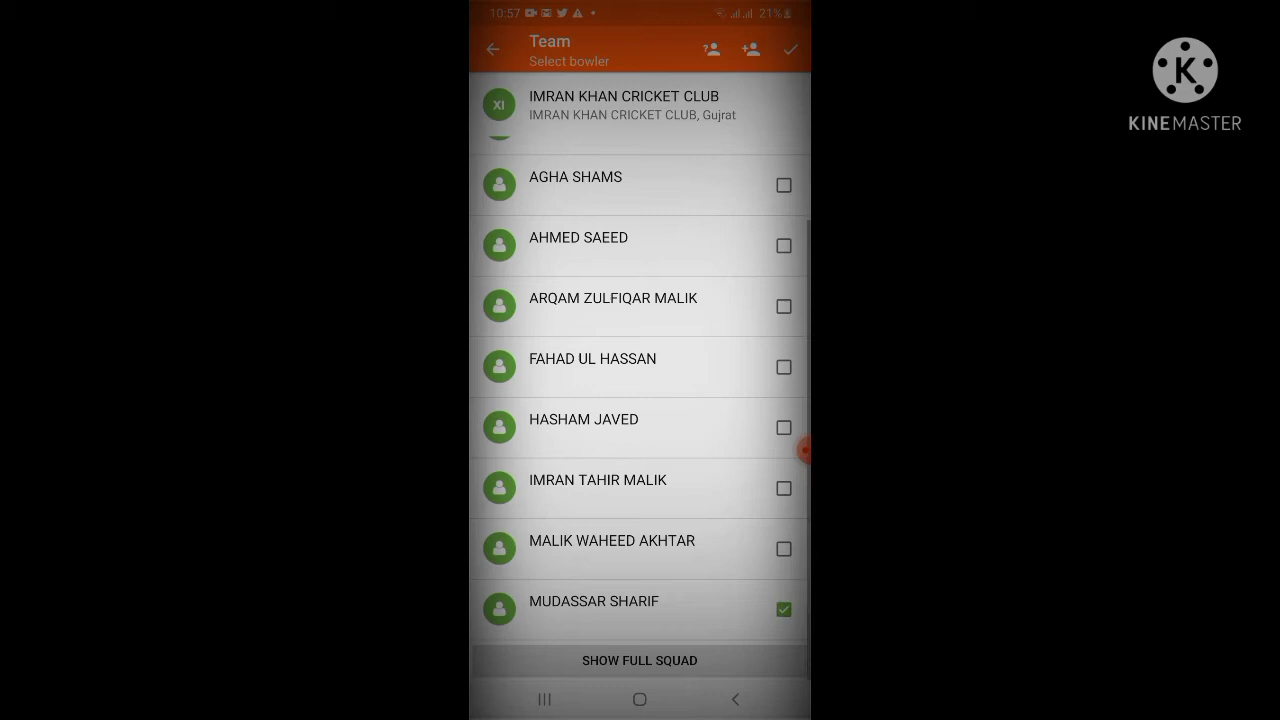 10:57
21%
Team
Select bowler
XI
IMRAN KHAN CRICKET CLUB
IMRAN KHAN CRICKET CLUB, Gujrat
AGHA SHAMS
AHMED SAEED
ARQAM ZULFIQAR MALIK
FAHAD UL HASSAN
HASHAM JAVED
IMRAN TAHIR MALIK
MALIK WAHEED AKHTAR
MUDASSAR SHARIF
SHOW FULL SQUAD
K
KINEMASTER